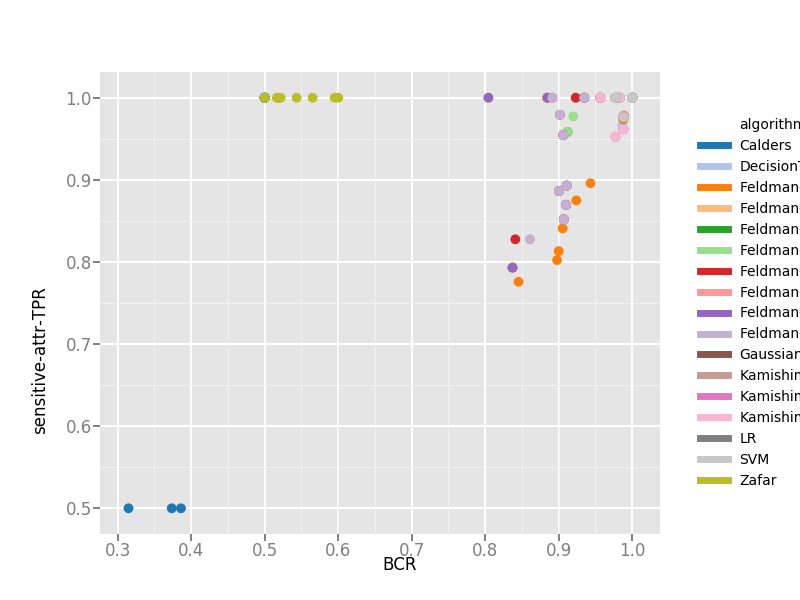 1.0
0.9
0.8
0.7
0.6
0.5
sensitive-attr-TPR
0.3 0.4 0.5 0.6 0.7 0.8 0.9 1.0
BCR
algorithm
Calders
DecisionT
Feldman-
Feldman-
Feldman-
Feldman-
Feldman-
Feldman-
Feldman-
Feldman-
Gaussian
Kamishin
Kamishin
Kamishin
LR
SVM
Zafar